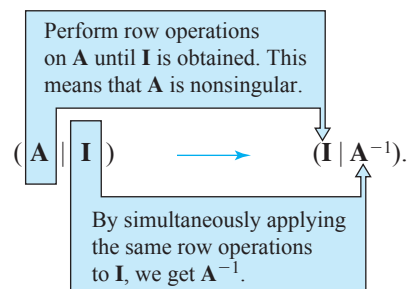 Perform row operations
on A until I is obtained. This
means that A is nonsingular.
( A | I ) (I | A⁻¹).
By simultaneously applying
the same row operations
to I, we get A⁻¹.